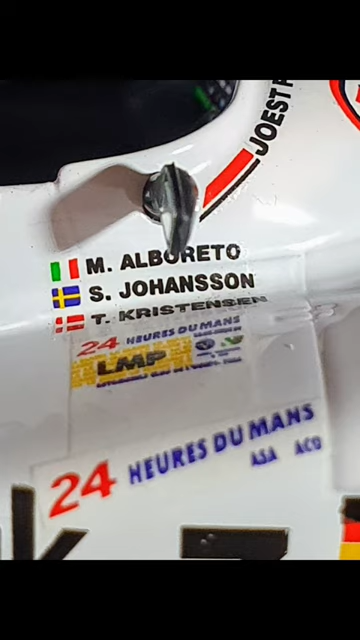 JOEST
M. ALBORETO
S. JOHANSSON
T. KRISTENSEN
24 HEURES DU MANS
LMP
24 HEURES DU MANS
ASA ACO